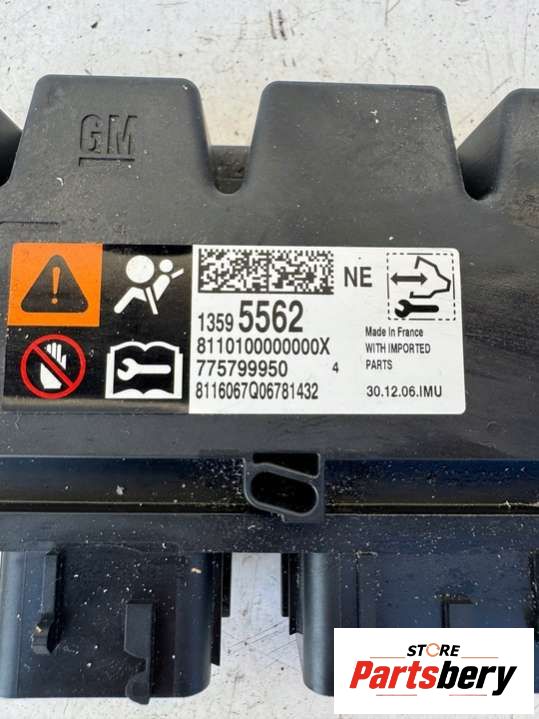 GM
NE
1359 5562
8110100000000X
775799950 4
8116067Q06781432
Made In France
WITH IMPORTED
PARTS
30.12.06.IMU
STORE
Partsbery